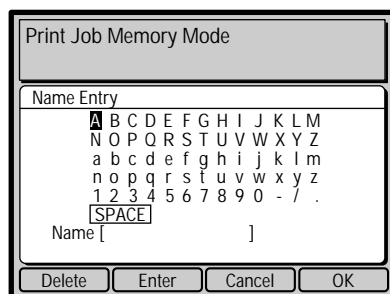 Print Job Memory Mode
Name Entry
A B C D E F G H I J K L M
N O P Q R S T U V W X Y Z
a b c d e f g h i j k l m
n o p q r s t u v w x y z
1 2 3 4 5 6 7 8 9 0 - / .
SPACE
Name [ ]
Delete Enter Cancel OK